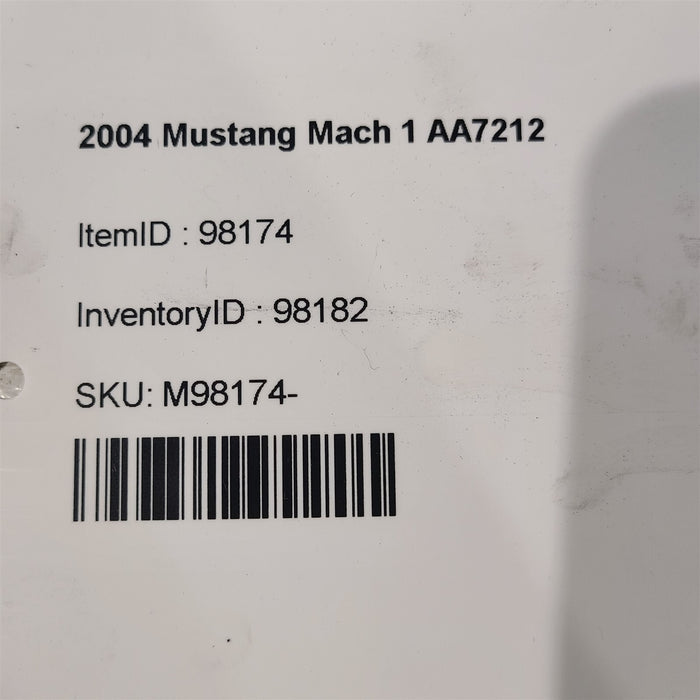 2004 Mustang Mach 1 AA7212
ItemID : 98174
InventoryID : 98182
SKU: M98174-